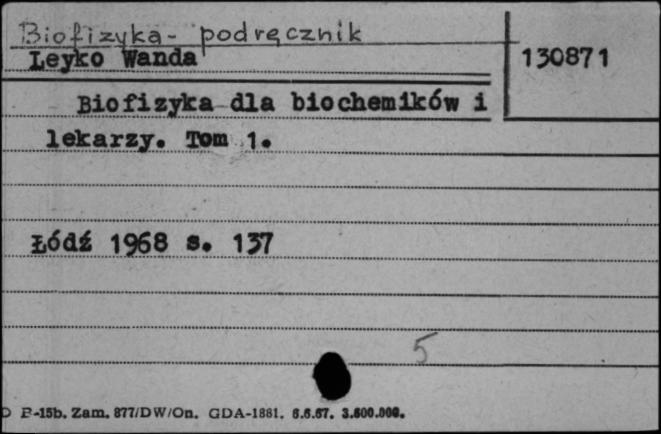 Biofizyka - podręcznik
Leyko Wanda
130871
Biofizyka dla biochemików i
lekarzy. Tom 1.
Łódź 1968 s. 137
5
P-15b. Zam. 877/DW/On. GDA-1881. 6.6.67. 3.600.000.